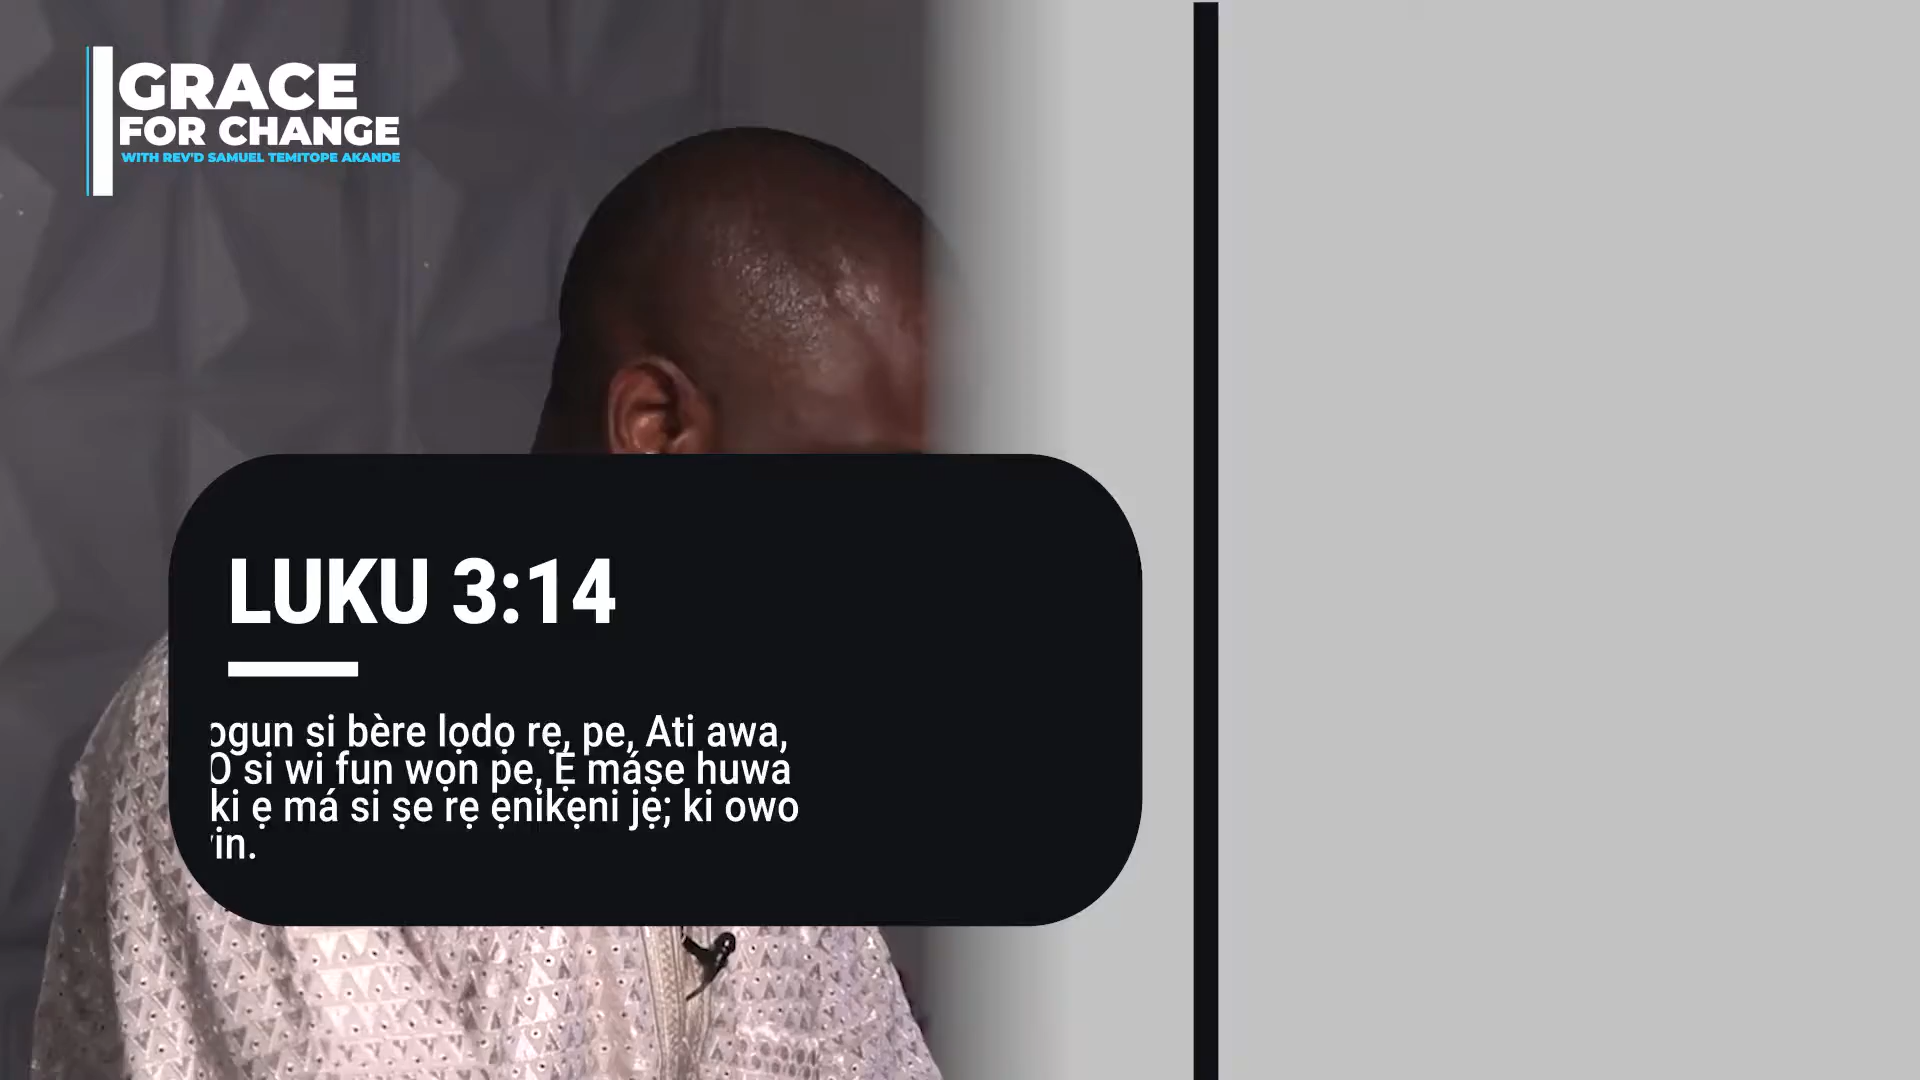 GRACE
FOR CHANGE
WITH REV'D SAMUEL TEMITOPE AKANDE
LUKU 3:14
ogun si bère lọdọ rẹ, pe, Ati awa,
O si wi fun wọn pe, Ẹ máṣe huwa
ki ẹ má si ṣe rẹ ẹnikẹni jẹ; ki owo
in.